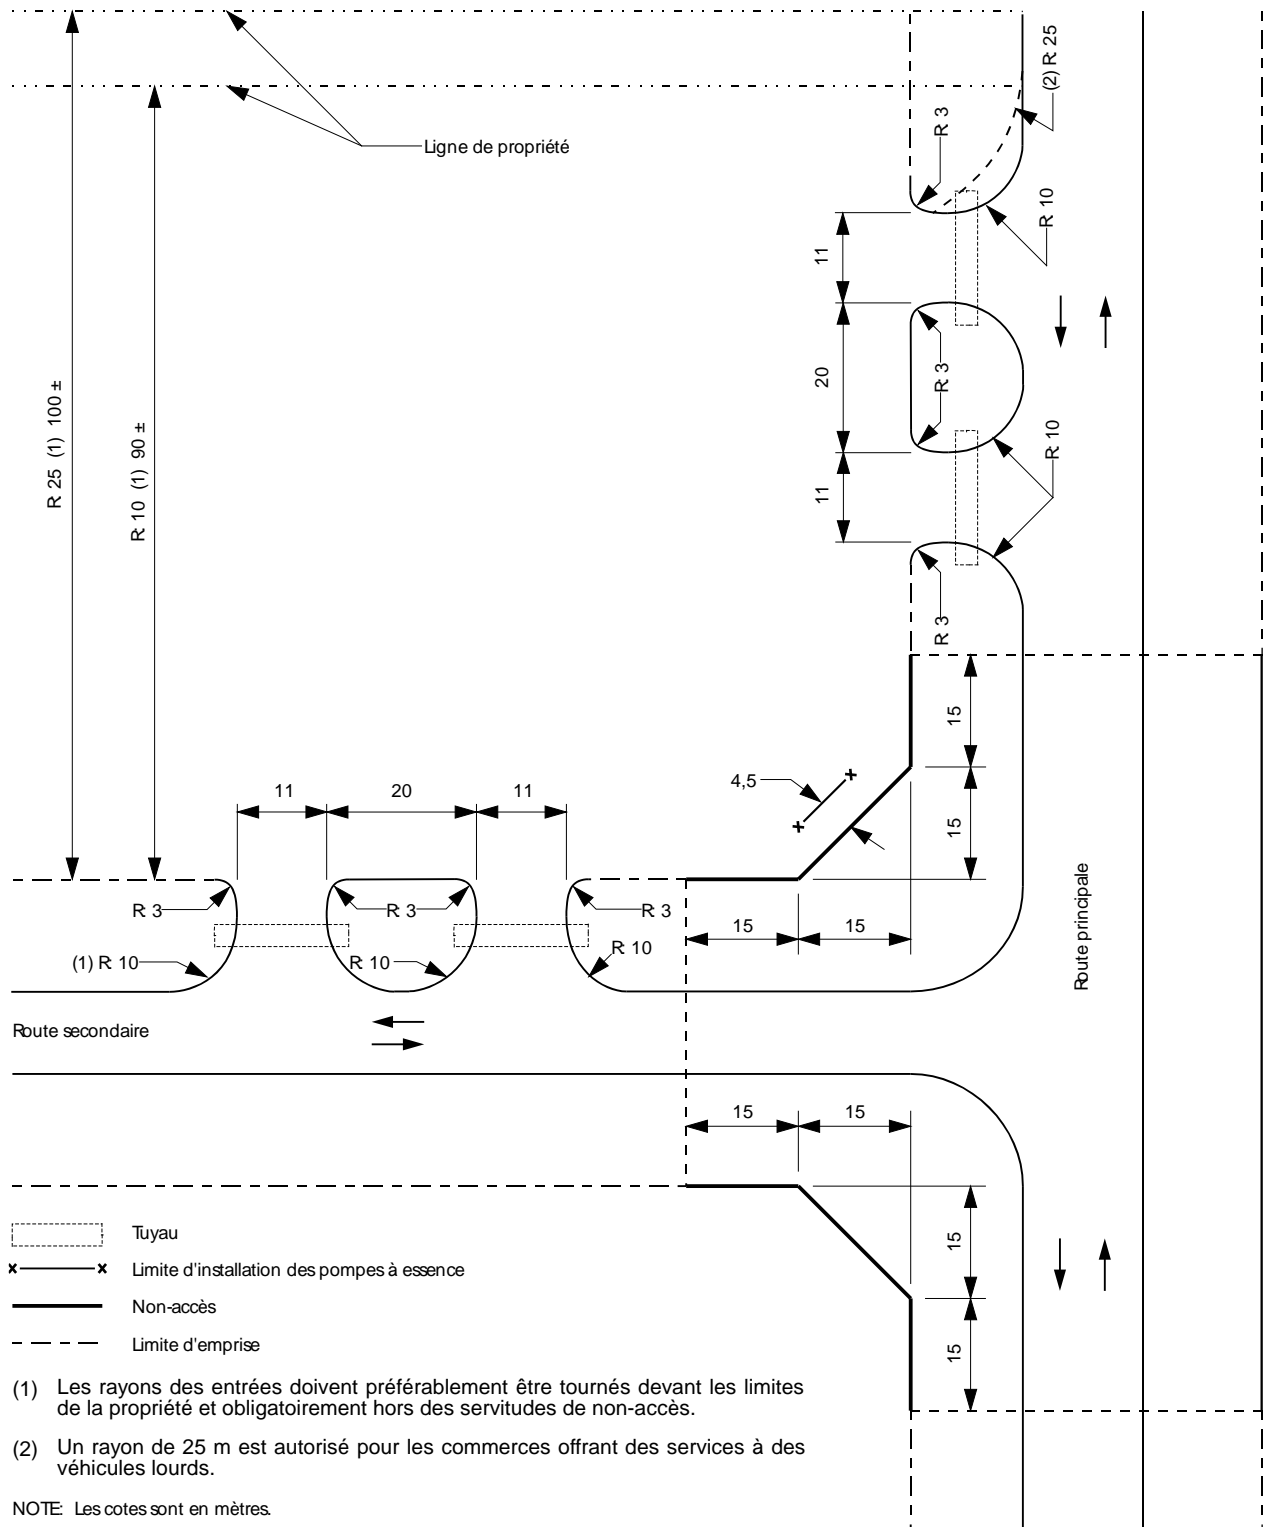 (2) R 25
R 3
Ligne de propriété
R 10
11
20
R 3
R 10
11
R 25 (1) 100 ±
R 10 (1) 90 ±
R 3
15
4,5
11
20
11
15
R 3
R 3
R 3
15
15
(1) R 10
R 10
R 10
Route principale
Route secondaire
15
15
15
Tuyau
Limite d'installation des pompes à essence
Non-accès
15
Limite d'emprise
(1) Les rayons des entrées doivent préférablement être tournés devant les limites
de la propriété et obligatoirement hors des servitudes de non-accès.
(2) Un rayon de 25 m est autorisé pour les commerces offrant des services à des
véhicules lourds.
NOTE: Les cotes sont en mètres.